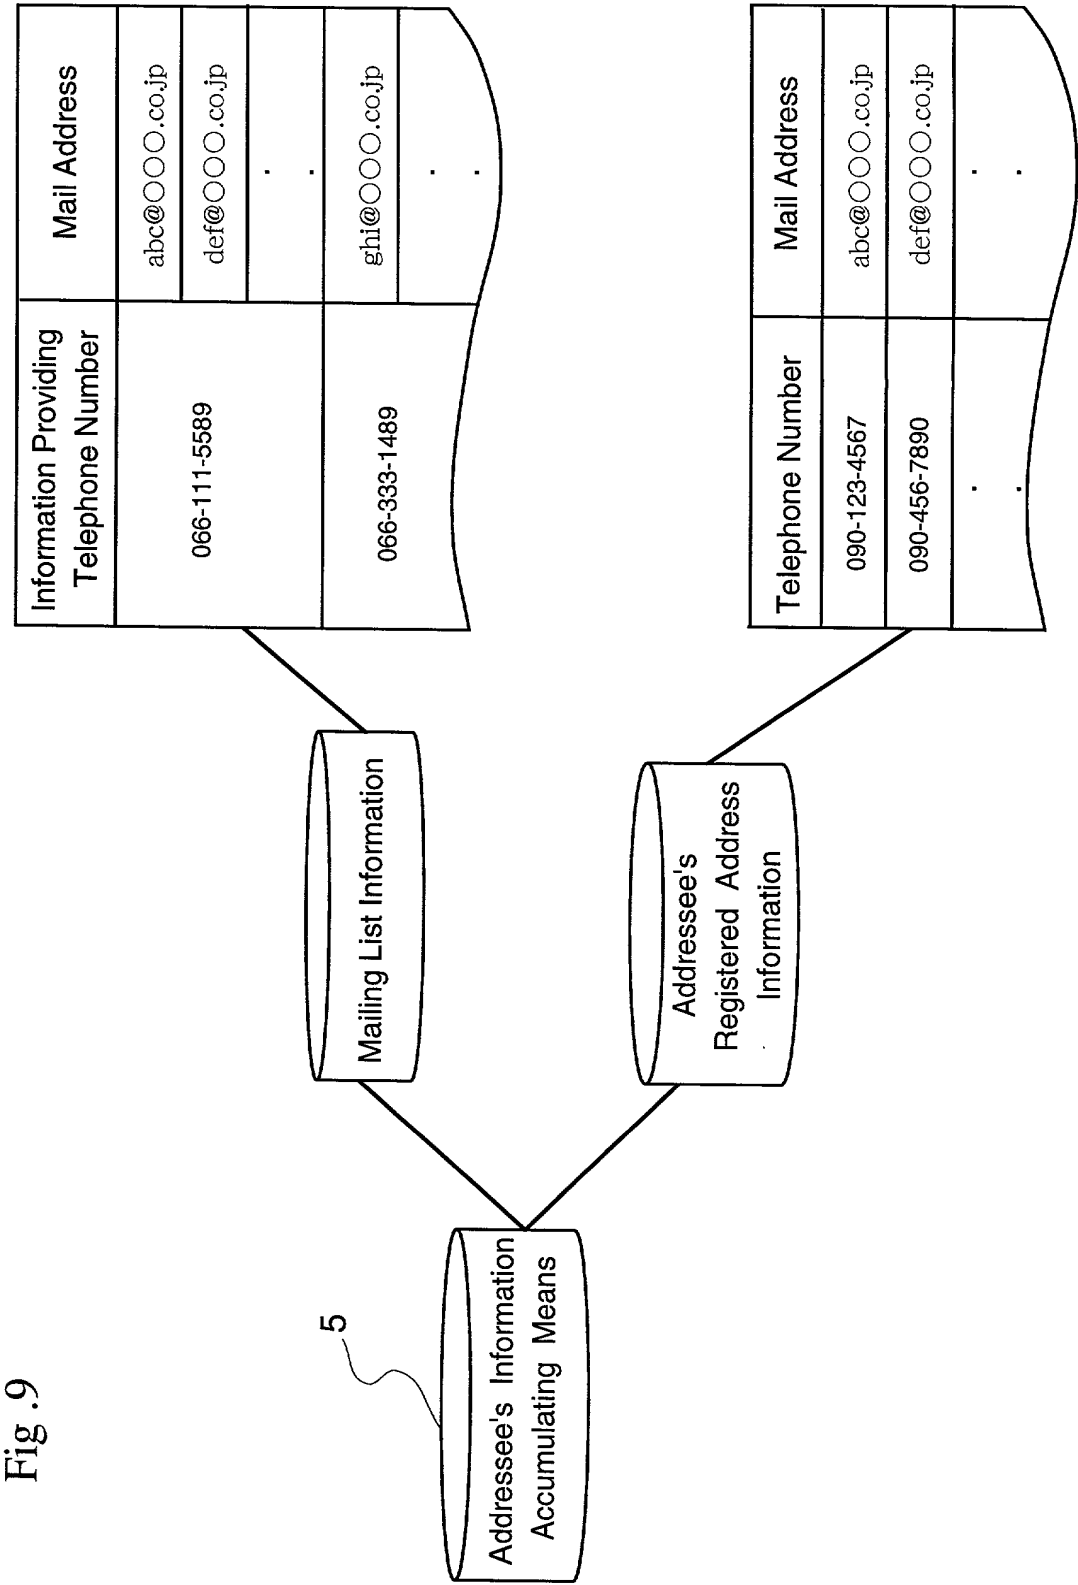 Fig .9
5
Addressee's Information
Accumulating Means
Mailing List Information
Addressee's
Registered Address
Information
Information Providing
Telephone Number
Mail Address
066-111-5589
abc@○○○.co.jp
def@○○○.co.jp
066-333-1489
ghi@○○○.co.jp
Telephone Number
Mail Address
090-123-4567
abc@○○○.co.jp
090-456-7890
def@○○○.co.jp